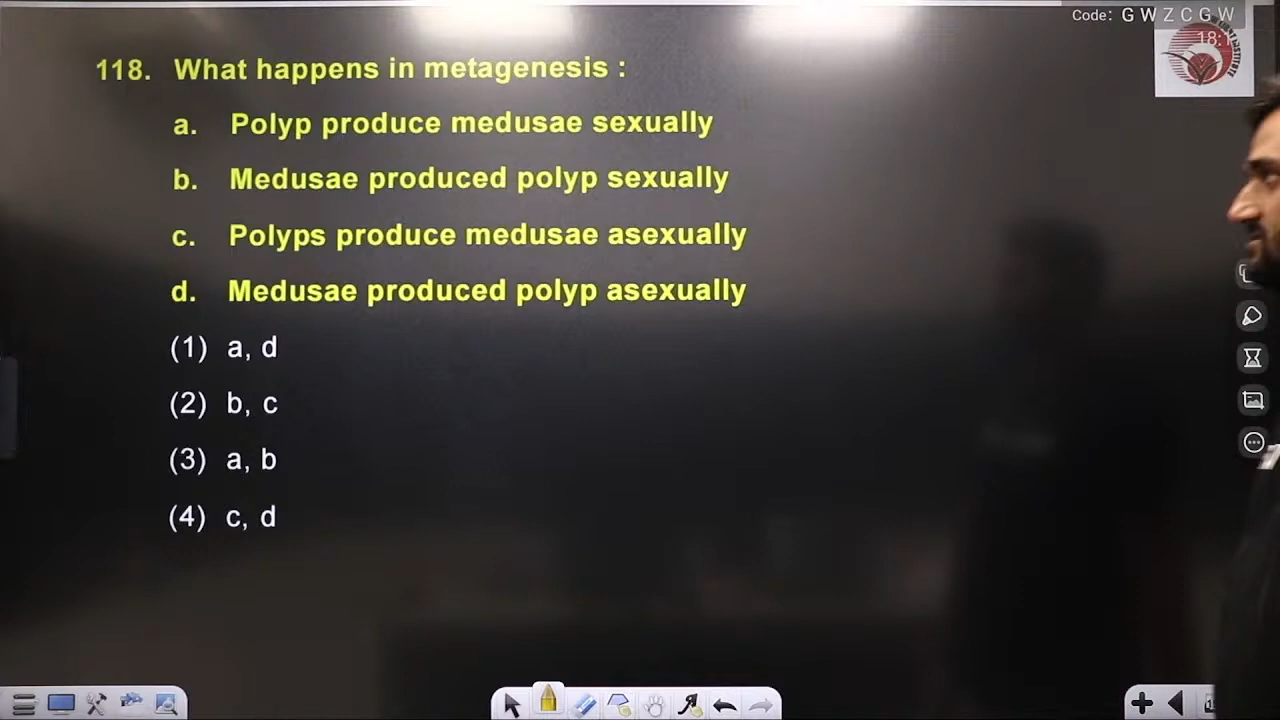 Code: G W Z C G W
118. What happens in metagenesis :
a. Polyp produce medusae sexually
b. Medusae produced polyp sexually
c. Polyps produce medusae asexually
d. Medusae produced polyp asexually
(1) a, d
(2) b, c
(3) a, b
(4) c, d